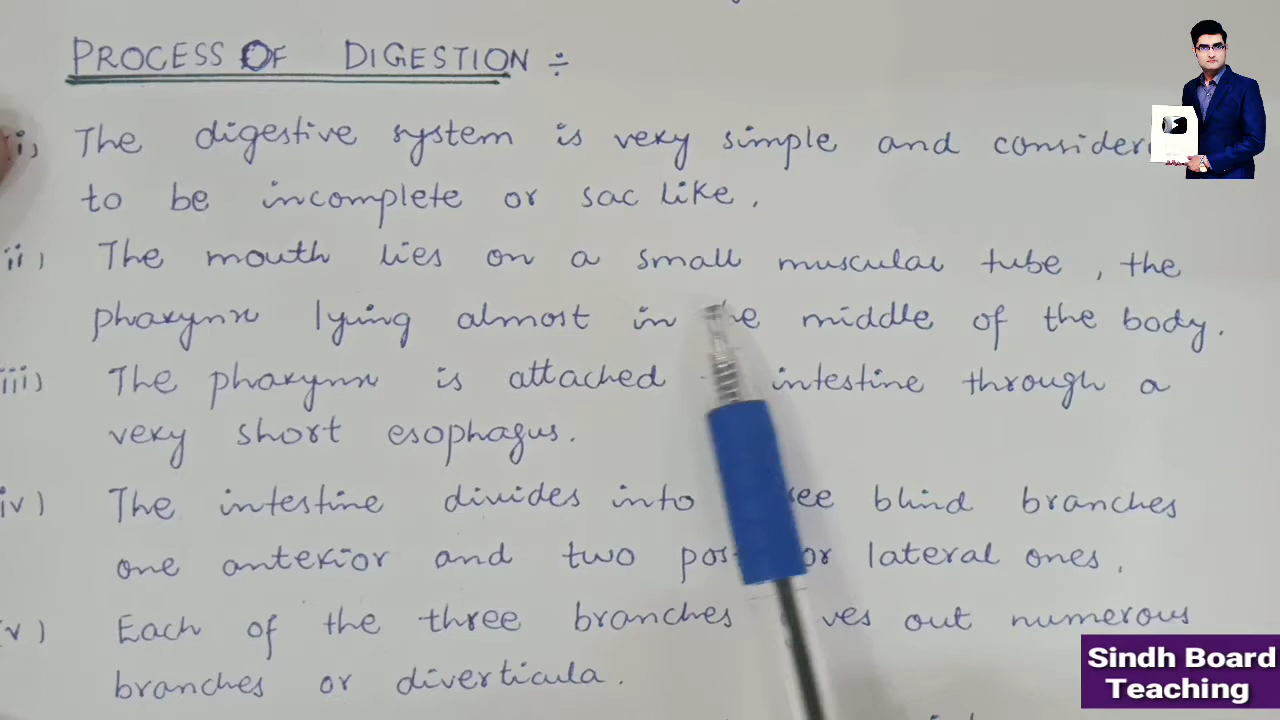 PROCESS OF DIGESTION ÷
i) The digestive system is very simple and consider
to be incomplete or sac like.
ii) The mouth lies on a small muscular tube, the
pharynx lying almost in the middle of the body.
iii) The pharynx is attached intestine through a
very short esophagus.
iv) The intestine divides into blind branches
one anterior and two lateral ones.
v) Each of the three branches out numerous
branches or diverticula.
Sindh Board
Teaching